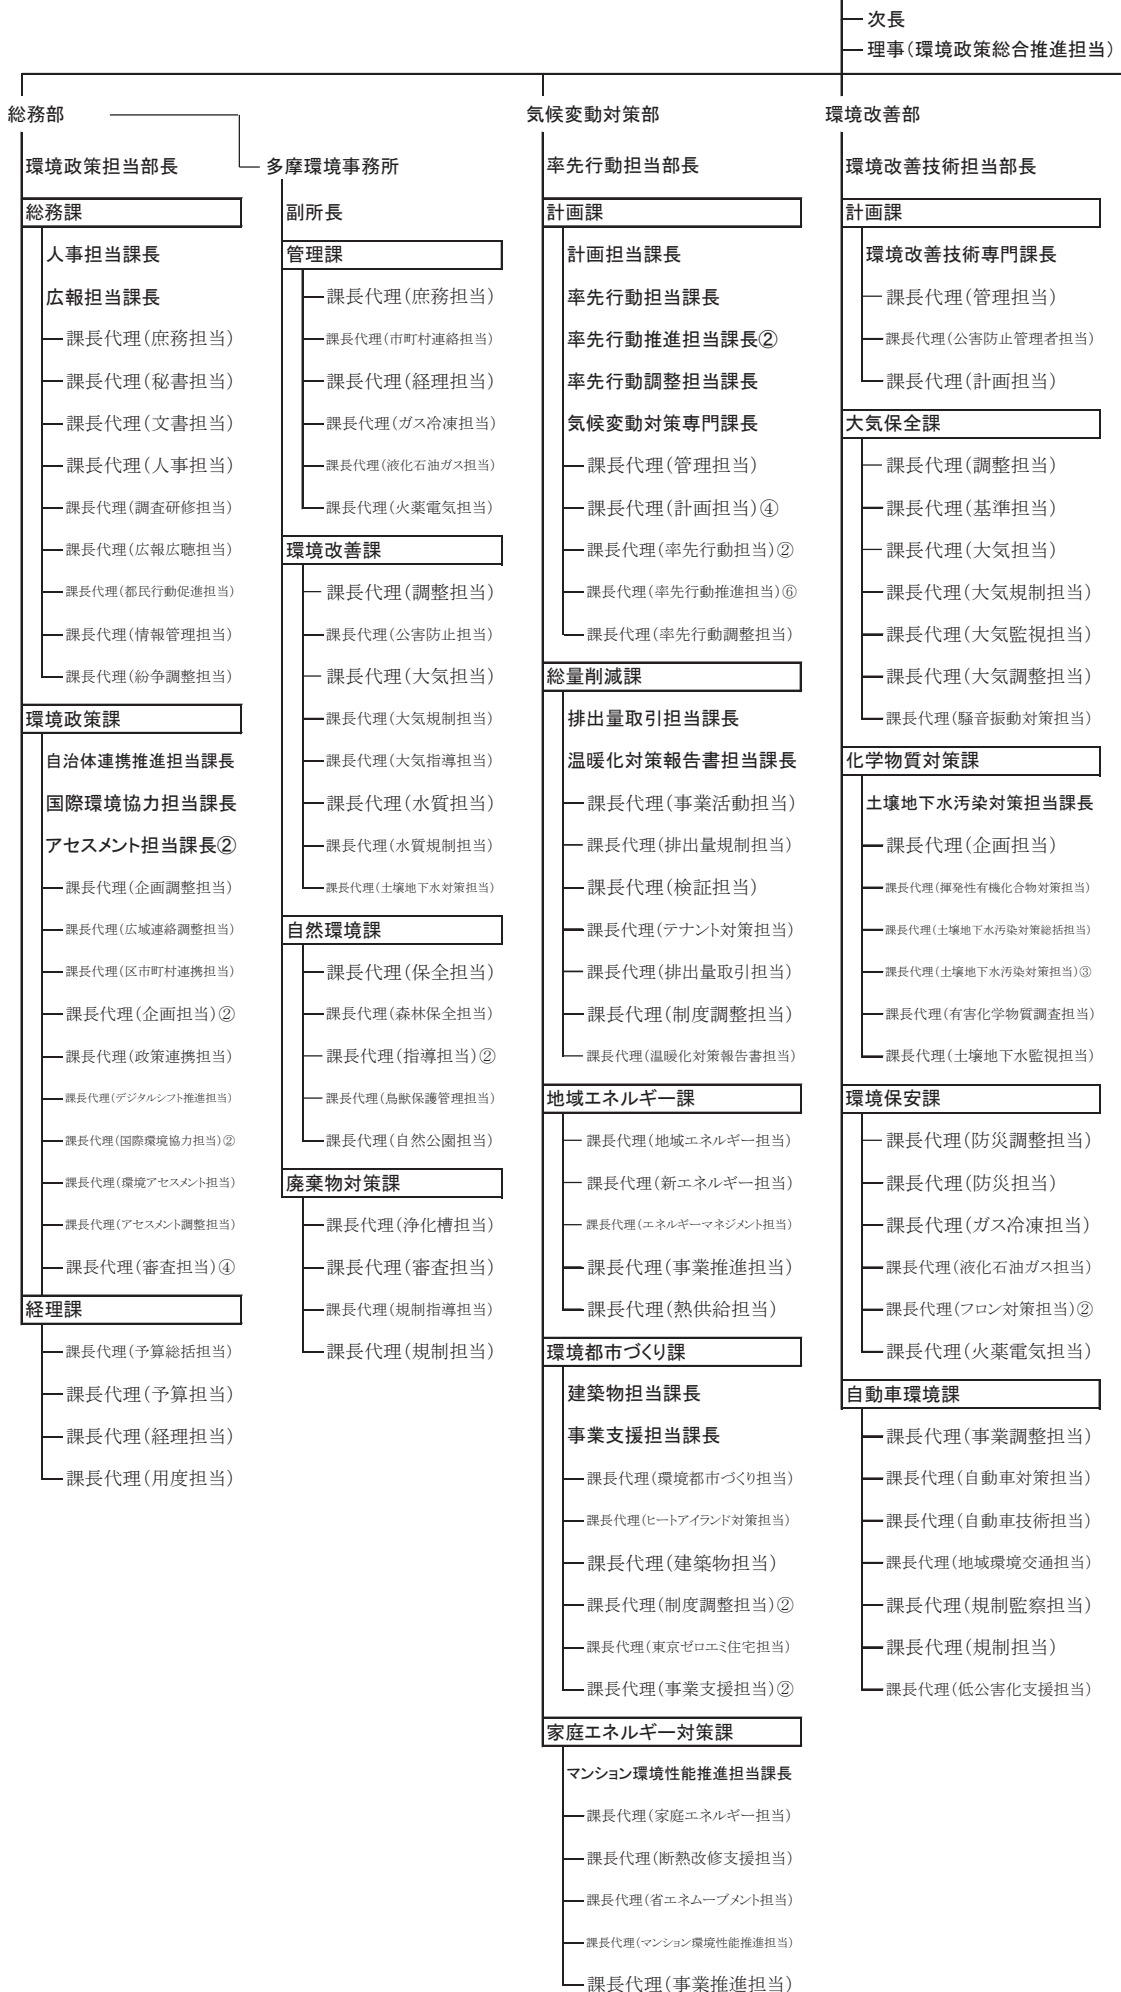 次長
理事(環境政策総合推進担当)
総務部
環境政策担当部長
総務課
人事担当課長
広報担当課長
課長代理(庶務担当)
課長代理(秘書担当)
課長代理(文書担当)
課長代理(人事担当)
課長代理(調査研修担当)
課長代理(広報広聴担当)
課長代理(都民行動促進担当)
課長代理(情報管理担当)
課長代理(紛争調整担当)
環境政策課
自治体連携推進担当課長
国際環境協力担当課長
アセスメント担当課長②
課長代理(企画調整担当)
課長代理(広域連絡調整担当)
課長代理(区市町村連携担当)
課長代理(企画担当)②
課長代理(政策連携担当)
課長代理(デジタルシフト推進担当)
課長代理(国際環境協力担当)②
課長代理(環境アセスメント担当)
課長代理(アセスメント調整担当)
課長代理(審査担当)④
経理課
課長代理(予算総括担当)
課長代理(予算担当)
課長代理(経理担当)
課長代理(用度担当)
多摩環境事務所
副所長
管理課
課長代理(庶務担当)
課長代理(市町村連絡担当)
課長代理(経理担当)
課長代理(ガス冷凍担当)
課長代理(液化石油ガス担当)
課長代理(火薬電気担当)
環境改善課
課長代理(調整担当)
課長代理(公害防止担当)
課長代理(大気担当)
課長代理(大気規制担当)
課長代理(大気指導担当)
課長代理(水質担当)
課長代理(水質規制担当)
課長代理(土壌地下水対策担当)
自然環境課
課長代理(保全担当)
課長代理(森林保全担当)
課長代理(指導担当)②
課長代理(鳥獣保護管理担当)
課長代理(自然公園担当)
廃棄物対策課
課長代理(浄化槽担当)
課長代理(審査担当)
課長代理(規制指導担当)
課長代理(規制担当)
気候変動対策部
率先行動担当部長
計画課
計画担当課長
率先行動担当課長
率先行動推進担当課長②
率先行動調整担当課長
気候変動対策専門課長
課長代理(管理担当)
課長代理(計画担当)④
課長代理(率先行動担当)②
課長代理(率先行動推進担当)⑥
課長代理(率先行動調整担当)
総量削減課
排出量取引担当課長
温暖化対策報告書担当課長
課長代理(事業活動担当)
課長代理(排出量規制担当)
課長代理(検証担当)
課長代理(テナント対策担当)
課長代理(排出量取引担当)
課長代理(制度調整担当)
課長代理(温暖化対策報告書担当)
地域エネルギー課
課長代理(地域エネルギー担当)
課長代理(新エネルギー担当)
課長代理(エネルギーマネジメント担当)
課長代理(事業推進担当)
課長代理(熱供給担当)
環境都市づくり課
建築物担当課長
事業支援担当課長
課長代理(環境都市づくり担当)
課長代理(ヒートアイランド対策担当)
課長代理(建築物担当)
課長代理(制度調整担当)②
課長代理(東京ゼロエミ住宅担当)
課長代理(事業支援担当)②
家庭エネルギー対策課
マンション環境性能推進担当課長
課長代理(家庭エネルギー担当)
課長代理(断熱改修支援担当)
課長代理(省エネムーブメント担当)
課長代理(マンション環境性能推進担当)
課長代理(事業推進担当)
環境改善部
環境改善技術担当部長
計画課
環境改善技術専門課長
課長代理(管理担当)
課長代理(公害防止管理者担当)
課長代理(計画担当)
大気保全課
課長代理(調整担当)
課長代理(基準担当)
課長代理(大気担当)
課長代理(大気規制担当)
課長代理(大気監視担当)
課長代理(大気調整担当)
課長代理(騒音振動対策担当)
化学物質対策課
土壌地下水汚染対策担当課長
課長代理(企画担当)
課長代理(揮発性有機化合物対策担当)
課長代理(土壌地下水汚染対策総括担当)
課長代理(土壌地下水汚染対策担当)③
課長代理(有害化学物質調査担当)
課長代理(土壌地下水監視担当)
環境保安課
課長代理(防災調整担当)
課長代理(防災担当)
課長代理(ガス冷凍担当)
課長代理(液化石油ガス担当)
課長代理(フロン対策担当)②
課長代理(火薬電気担当)
自動車環境課
課長代理(事業調整担当)
課長代理(自動車対策担当)
課長代理(自動車技術担当)
課長代理(地域環境交通担当)
課長代理(規制監察担当)
課長代理(規制担当)
課長代理(低公害化支援担当)